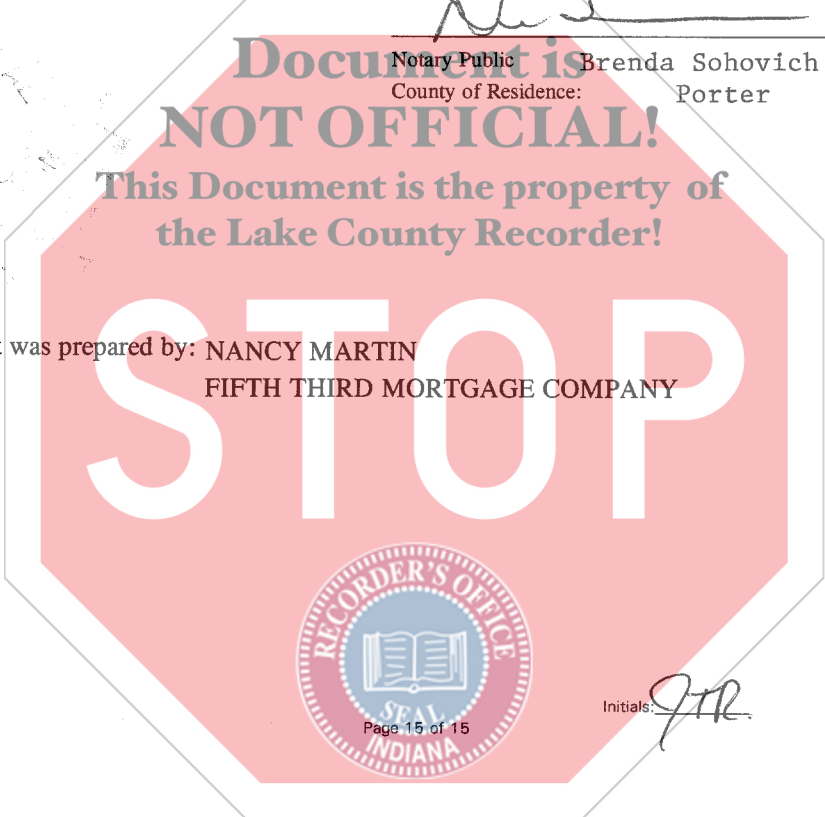 Document is
Notary Public Brenda Sohovich
County of Residence: Porter
NOT OFFICIAL!
This Document is the property of
the Lake County Recorder!
was prepared by: NANCY MARTIN
FIFTH THIRD MORTGAGE COMPANY
STOP
RECORDER'S OFFICE
SEAL
INDIANA
Page 15 of 15
Initials: JTR